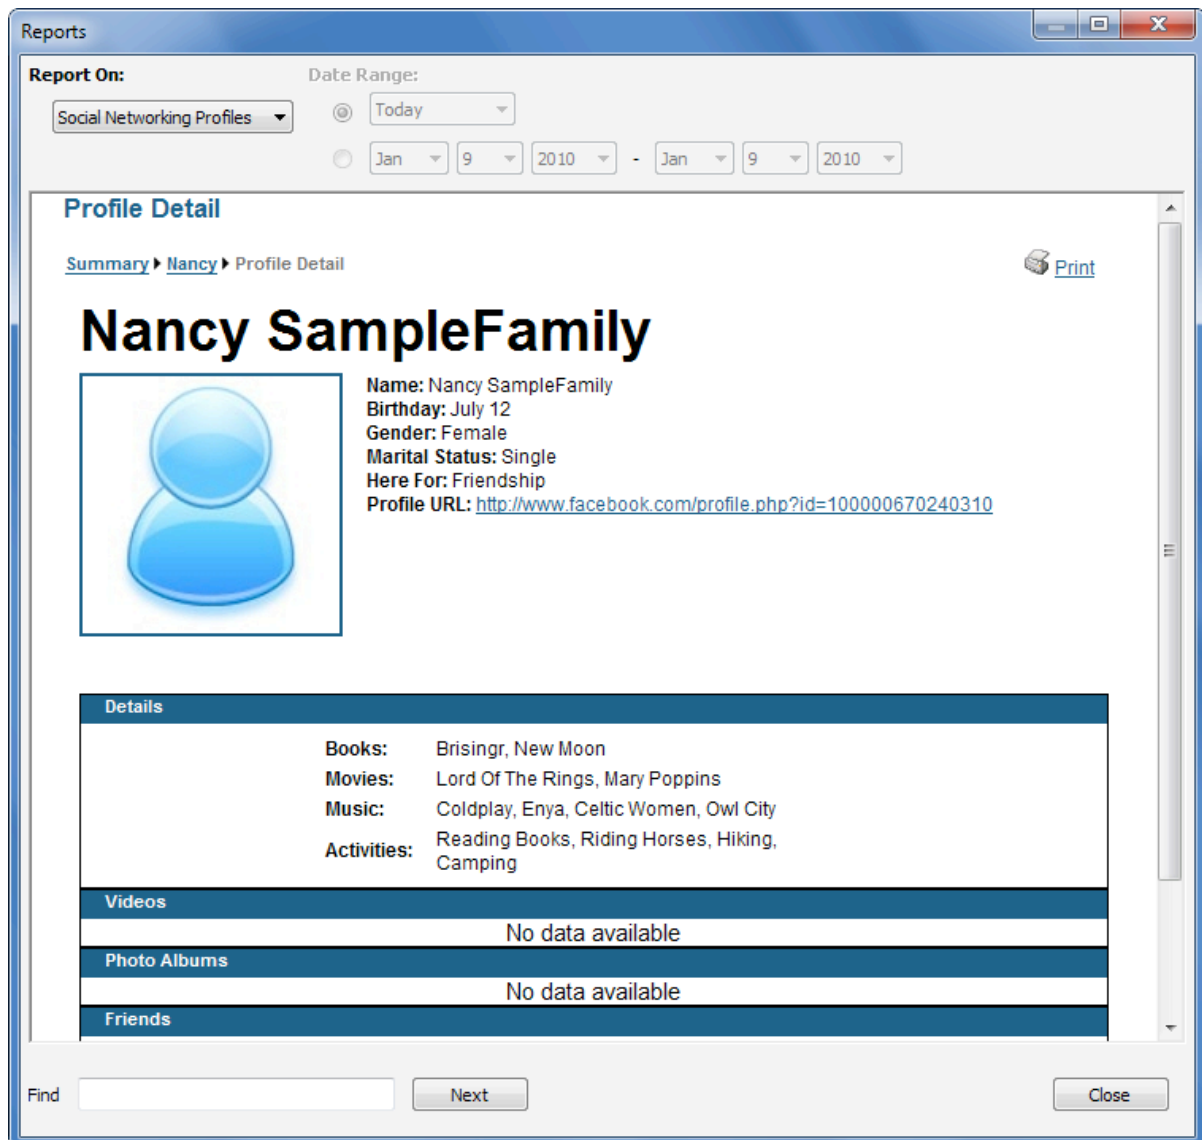 Reports
Report On: Date Range:
Social Networking Profiles Today
Jan 9 2010 - Jan 9 2010
Profile Detail
Summary Nancy Profile Detail Print
Nancy SampleFamily
Name: Nancy SampleFamily
Birthday: July 12
Gender: Female
Marital Status: Single
Here For: Friendship
Profile URL: http://www.facebook.com/profile.php?id=100000670240310
Details
Books: Brisingr, New Moon
Movies: Lord Of The Rings, Mary Poppins
Music: Coldplay, Enya, Celtic Women, Owl City
Activities: Reading Books, Riding Horses, Hiking,
Camping
Videos
No data available
Photo Albums
No data available
Friends
Find Next Close